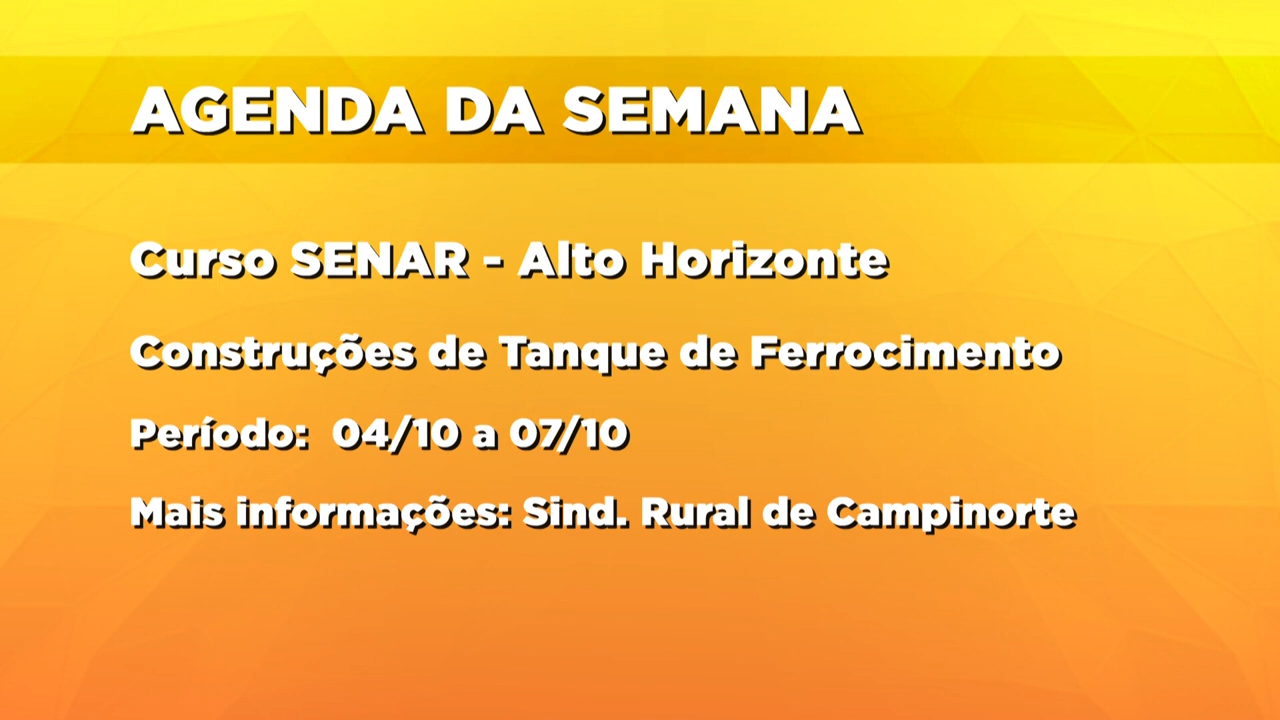 AGENDA DA SEMANA
Curso SENAR - Alto Horizonte
Construções de Tanque de Ferrocimento
Período: 04/10 a 07/10
Mais informações: Sind. Rural de Campinorte